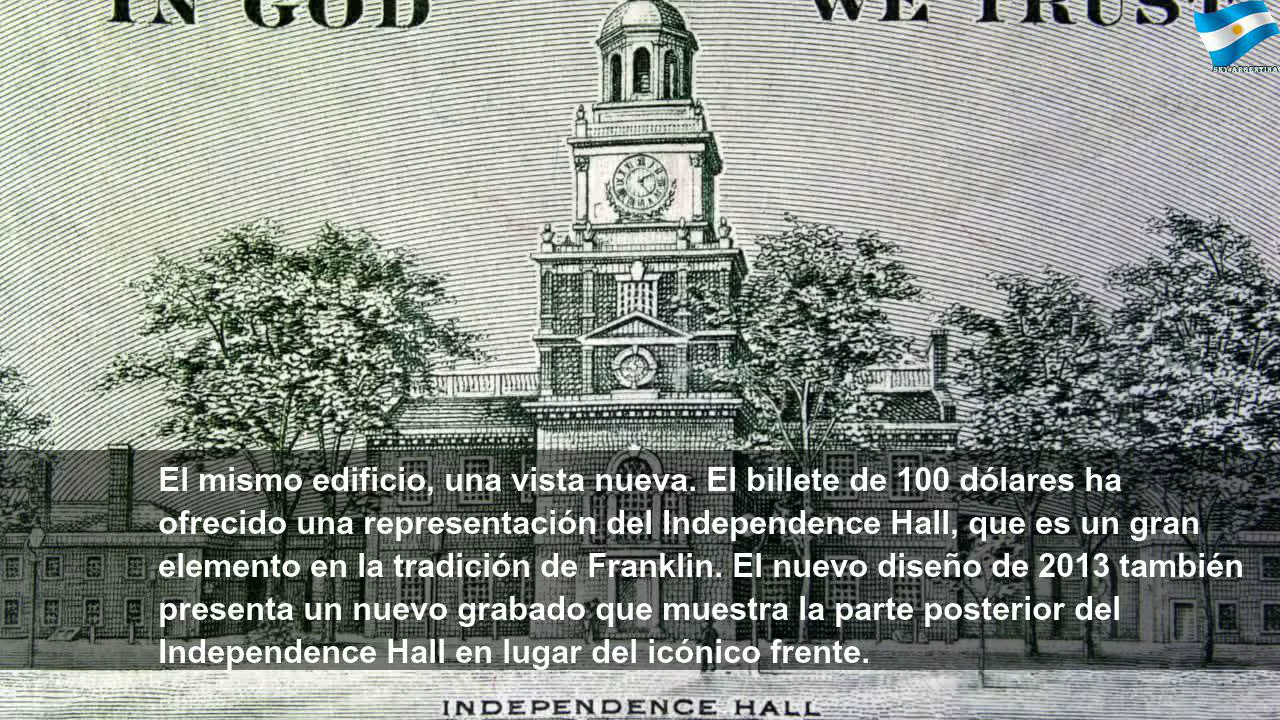 IN GOD WE TRUST
SKYARGENTINA
El mismo edificio, una vista nueva. El billete de 100 dólares ha
ofrecido una representación del Independence Hall, que es un gran
elemento en la tradición de Franklin. El nuevo diseño de 2013 también
presenta un nuevo grabado que muestra la parte posterior del
Independence Hall en lugar del icónico frente.
INDEPENDENCE HALL